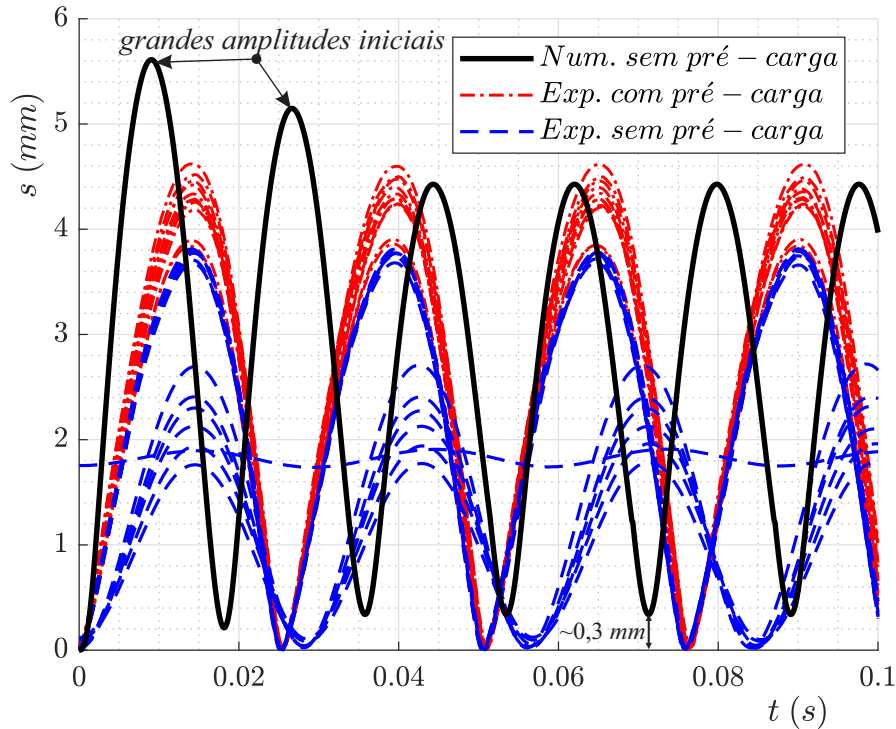 grandes amplitudes iniciais
Num. sem pré − carga
Exp. com pré − carga
Exp. sem pré − carga
s (mm)
6
5
4
3
2
1
0
~0,3 mm
0 0.02 0.04 0.06 0.08 0.1
t (s)